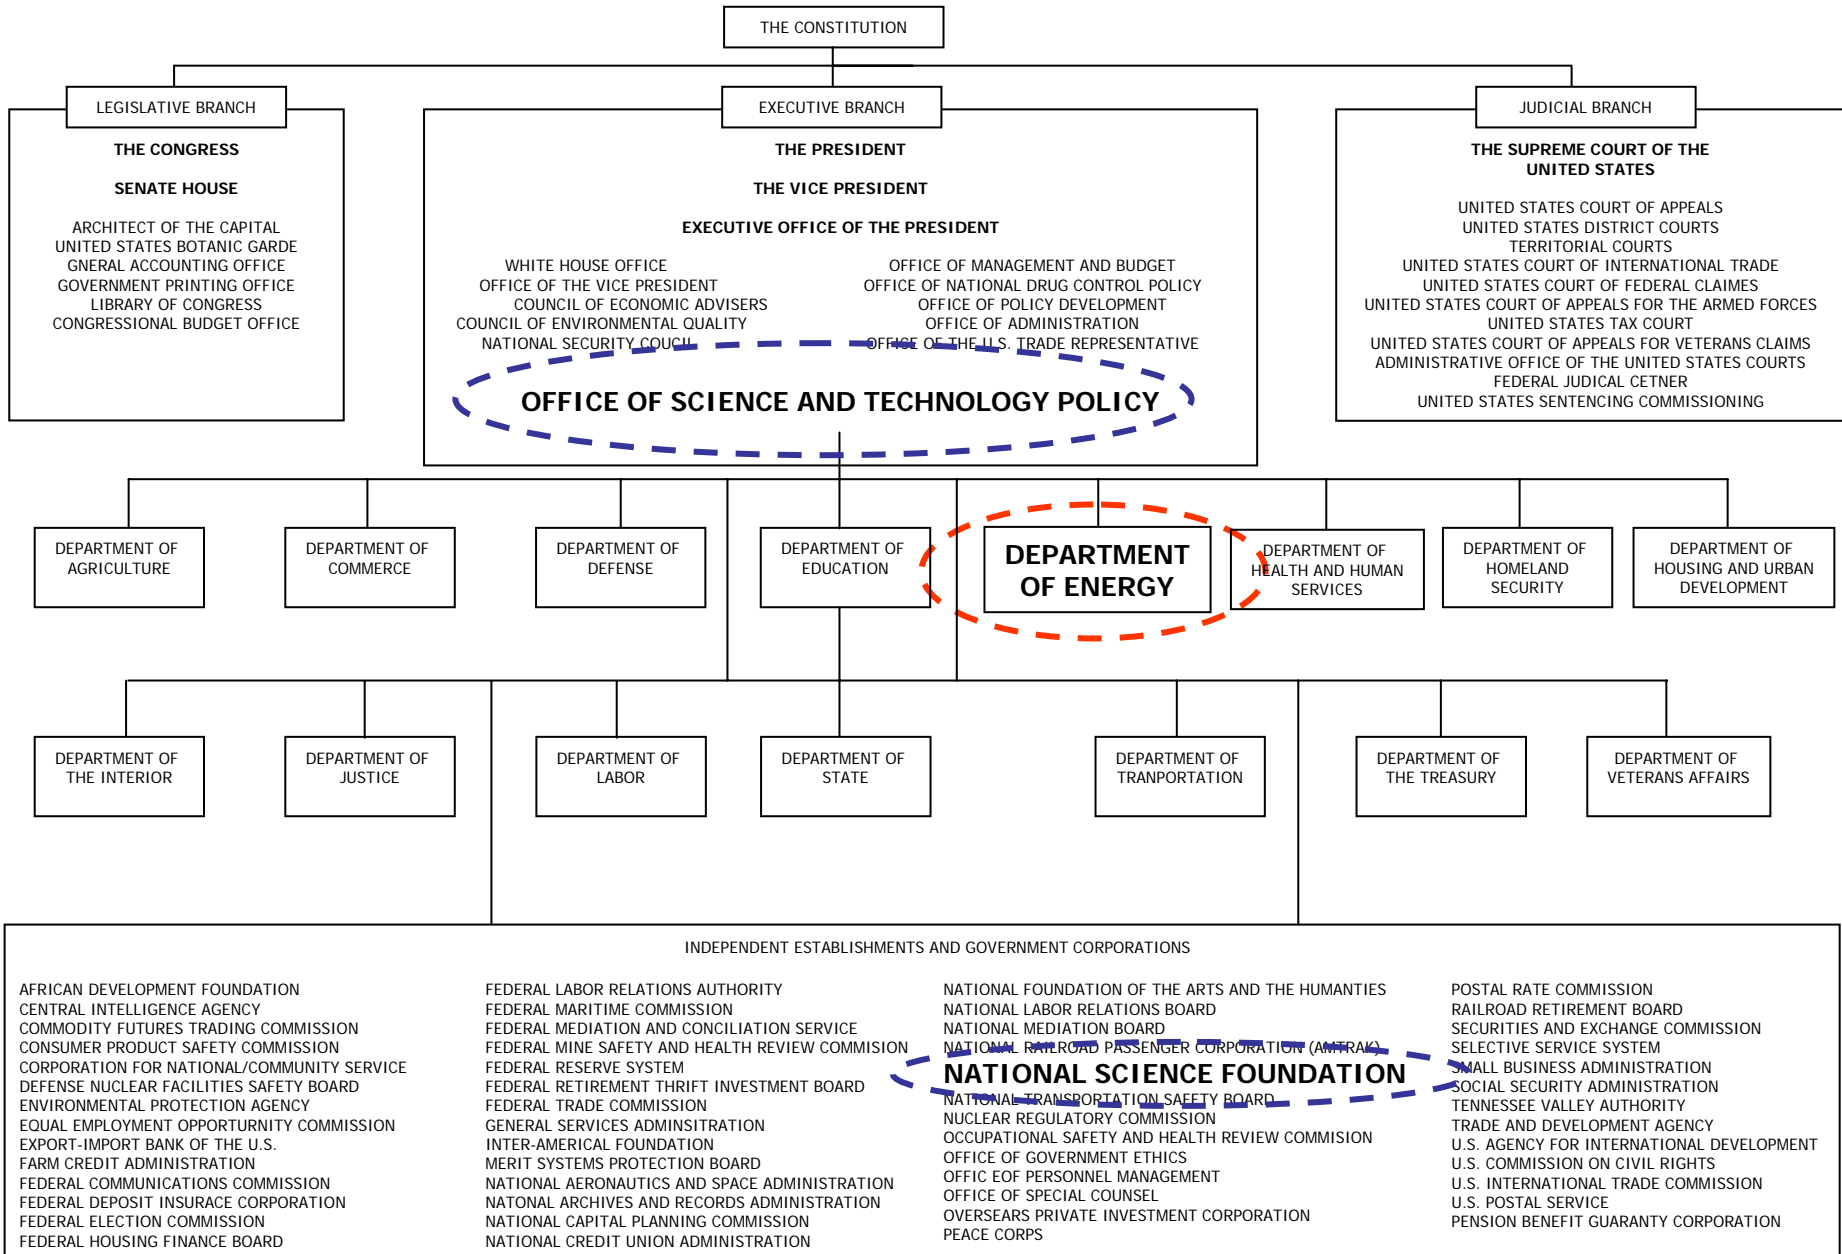 THE CONSTITUTION
LEGISLATIVE BRANCH
THE CONGRESS
SENATE HOUSE
ARCHITECT OF THE CAPITAL
UNITED STATES BOTANIC GARDE
GNERAL ACCOUNTING OFFICE
GOVERNMENT PRINTING OFFICE
LIBRARY OF CONGRESS
CONGRESSIONAL BUDGET OFFICE
EXECUTIVE BRANCH
THE PRESIDENT
THE VICE PRESIDENT
EXECUTIVE OFFICE OF THE PRESIDENT
WHITE HOUSE OFFICE
OFFICE OF THE VICE PRESIDENT
COUNCIL OF ECONOMIC ADVISERS
COUNCIL OF ENVIRONMENTAL QUALITY
NATIONAL SECURITY COUCIL
OFFICE OF MANAGEMENT AND BUDGET
OFFICE OF NATIONAL DRUG CONTROL POLICY
OFFICE OF POLICY DEVELOPMENT
OFFICE OF ADMINISTRATION
OFFICE OF THE U.S. TRADE REPRESENTATIVE
OFFICE OF SCIENCE AND TECHNOLOGY POLICY
JUDICIAL BRANCH
THE SUPREME COURT OF THE
UNITED STATES
UNITED STATES COURT OF APPEALS
UNITED STATES DISTRICT COURTS
TERRITORIAL COURTS
UNITED STATES COURT OF INTERNATIONAL TRADE
UNITED STATES COURT OF FEDERAL CLAIMES
UNITED STATES COURT OF APPEALS FOR THE ARMED FORCES
UNITED STATES TAX COURT
UNITED STATES COURT OF APPEALS FOR VETERANS CLAIMS
ADMINISTRATIVE OFFICE OF THE UNITED STATES COURTS
FEDERAL JUDICIAL CETNER
UNITED STATES SENTENCING COMMISSIONING
DEPARTMENT OF
AGRICULTURE
DEPARTMENT OF
COMMERCE
DEPARTMENT OF
DEFENSE
DEPARTMENT OF
EDUCATION
DEPARTMENT
OF ENERGY
DEPARTMENT OF
HEALTH AND HUMAN
SERVICES
DEPARTMENT OF
HOMELAND
SECURITY
DEPARTMENT OF
HOUSING AND URBAN
DEVELOPMENT
DEPARTMENT OF
THE INTERIOR
DEPARTMENT OF
JUSTICE
DEPARTMENT OF
LABOR
DEPARTMENT OF
STATE
DEPARTMENT OF
TRANPORTATION
DEPARTMENT OF
THE TREASURY
DEPARTMENT OF
VETERANS AFFAIRS
INDEPENDENT ESTABLISHMENTS AND GOVERNMENT CORPORATIONS
AFRICAN DEVELOPMENT FOUNDATION
CENTRAL INTELLIGENCE AGENCY
COMMODITY FUTURES TRADING COMMISSION
CONSUMER PRODUCT SAFETY COMMISSION
CORPORATION FOR NATIONAL/COMMUNITY SERVICE
DEFENSE NUCLEAR FACILITIES SAFETY BOARD
ENVIRONMENTAL PROTECTION AGENCY
EQUAL EMPLOYMENT OPPORTURNITY COMMISSION
EXPORT-IMPORT BANK OF THE U.S.
FARM CREDIT ADMINISTRATION
FEDERAL COMMUNICATIONS COMMISSION
FEDERAL DEPOSIT INSURACE CORPORATION
FEDERAL ELECTION COMMISSION
FEDERAL HOUSING FINANCE BOARD
FEDERAL LABOR RELATIONS AUTHORITY
FEDERAL MARITIME COMMISSION
FEDERAL MEDIATION AND CONCILIATION SERVICE
FEDERAL MINE SAFETY AND HEALTH REVIEW COMMISION
FEDERAL RESERVE SYSTEM
FEDERAL RETIREMENT THRIFT INVESTMENT BOARD
FEDERAL TRADE COMMISSION
GENERAL SERVICES ADMINSITRATION
INTER-AMERICAL FOUNDATION
MERIT SYSTEMS PROTECTION BOARD
NATIONAL AERONAUTICS AND SPACE ADMINISTRATION
NATONAL ARCHIVES AND RECORDS ADMINISTRATION
NATIONAL CAPITAL PLANNING COMMISSION
NATIONAL CREDIT UNION ADMINISTRATION
NATIONAL FOUNDATION OF THE ARTS AND THE HUMANTIES
NATIONAL LABOR RELATIONS BOARD
NATIONAL MEDIATION BOARD
NATIONAL RAILROAD PASSENGER CORPORATION (AMTRAK)
NATIONAL SCIENCE FOUNDATION
NATIONAL TRANSPORTATION SAFETY BOARD
NUCLEAR REGULATORY COMMISSION
OCCUPATIONAL SAFETY AND HEALTH REVIEW COMMISION
OFFICE OF GOVERNMENT ETHICS
OFFIC EOF PERSONNEL MANAGEMENT
OFFICE OF SPECIAL COUNSEL
OVERSEARS PRIVATE INVESTMENT CORPORATION
PEACE CORPS
POSTAL RATE COMMISSION
RAILROAD RETIREMENT BOARD
SECURITIES AND EXCHANGE COMMISSION
SELECTIVE SERVICE SYSTEM
SMALL BUSINESS ADMINISTRATION
SOCIAL SECURITY ADMINISTRATION
TENNESSEE VALLEY AUTHORITY
TRADE AND DEVELOPMENT AGENCY
U.S. AGENCY FOR INTERNATIONAL DEVELOPMENT
U.S. COMMISSION ON CIVIL RIGHTS
U.S. INTERNATIONAL TRADE COMMISSION
U.S. POSTAL SERVICE
PENSION BENEFIT GUARANTY CORPORATION